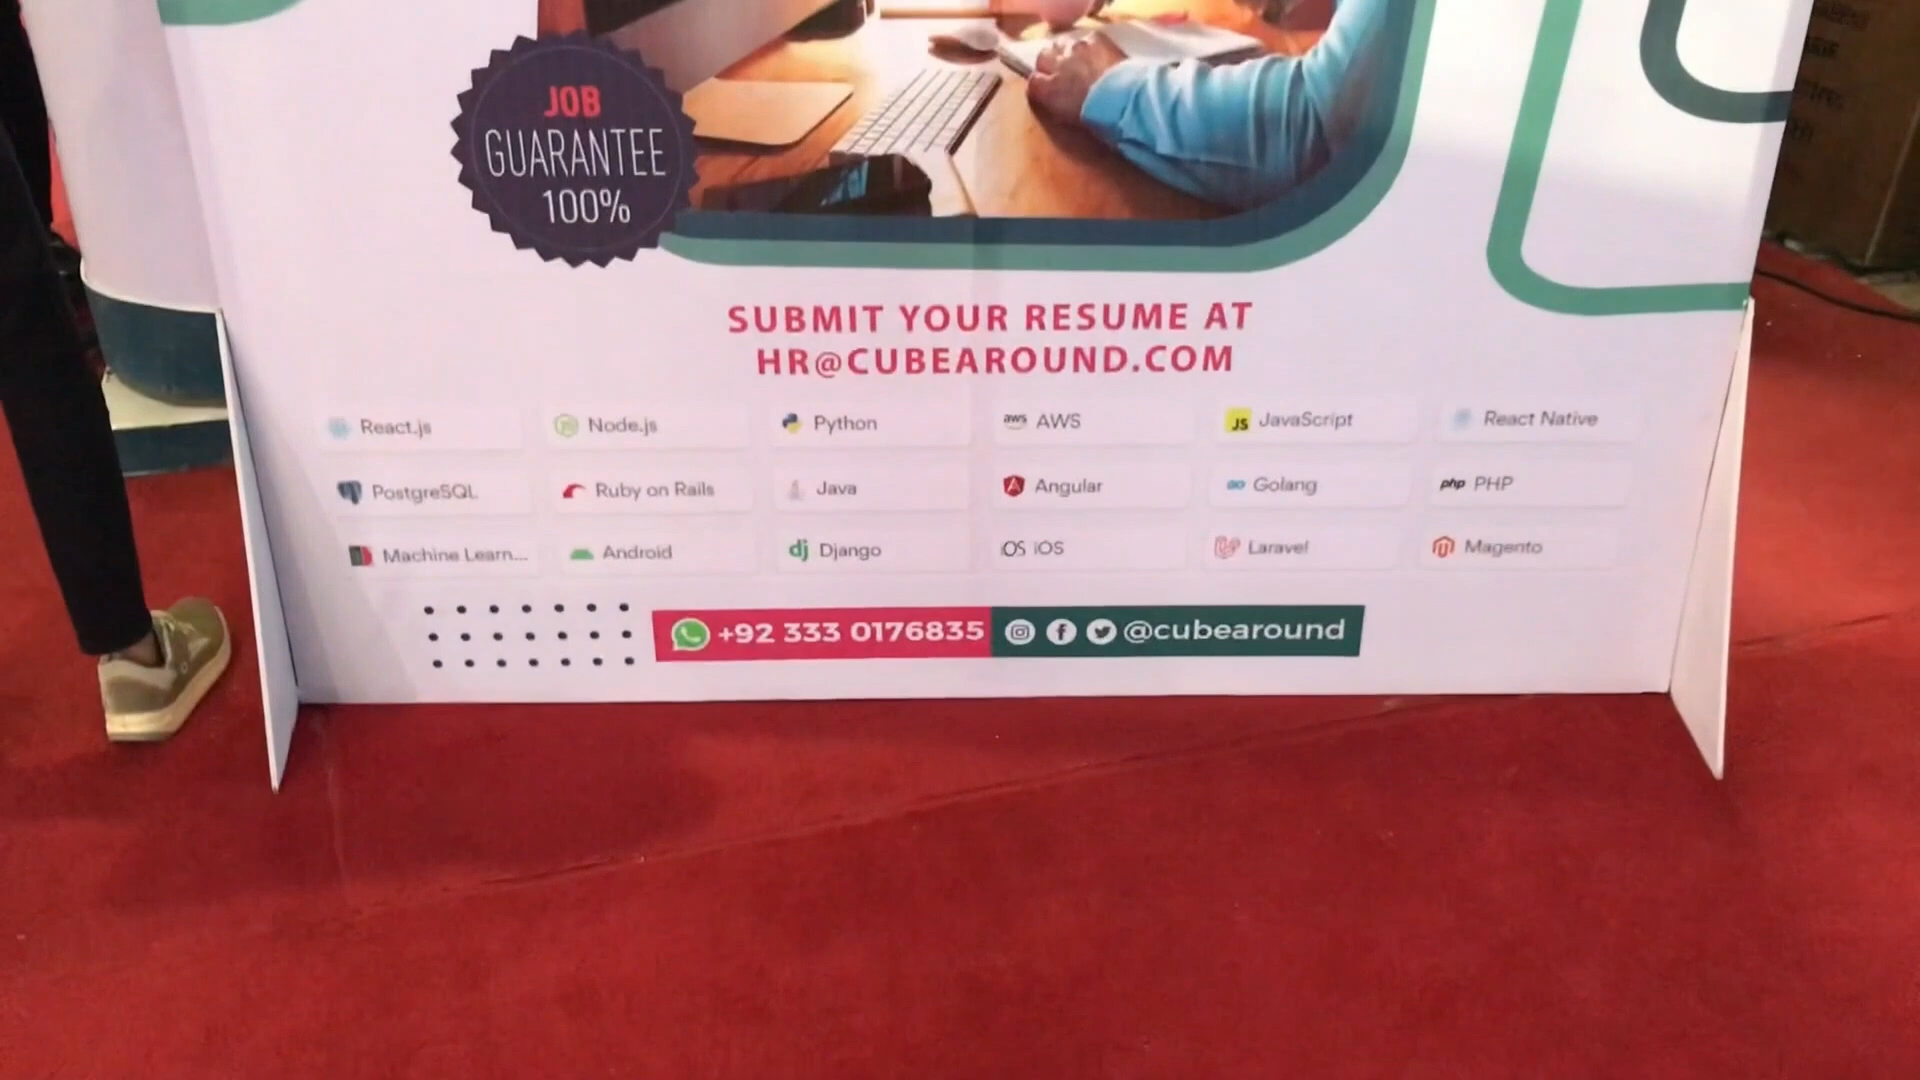 JOB
GUARANTEE
100%
SUBMIT YOUR RESUME AT
HR@CUBEAROUND.COM
React.js
Node.js
Python
aws AWS
JS JavaScript
React Native
PostgreSQL
Ruby on Rails
Java
Angular
Golang
php PHP
Machine Learn...
Android
dj Django
iOS iOS
Laravel
Magento
+92 333 0176835
@cubearound